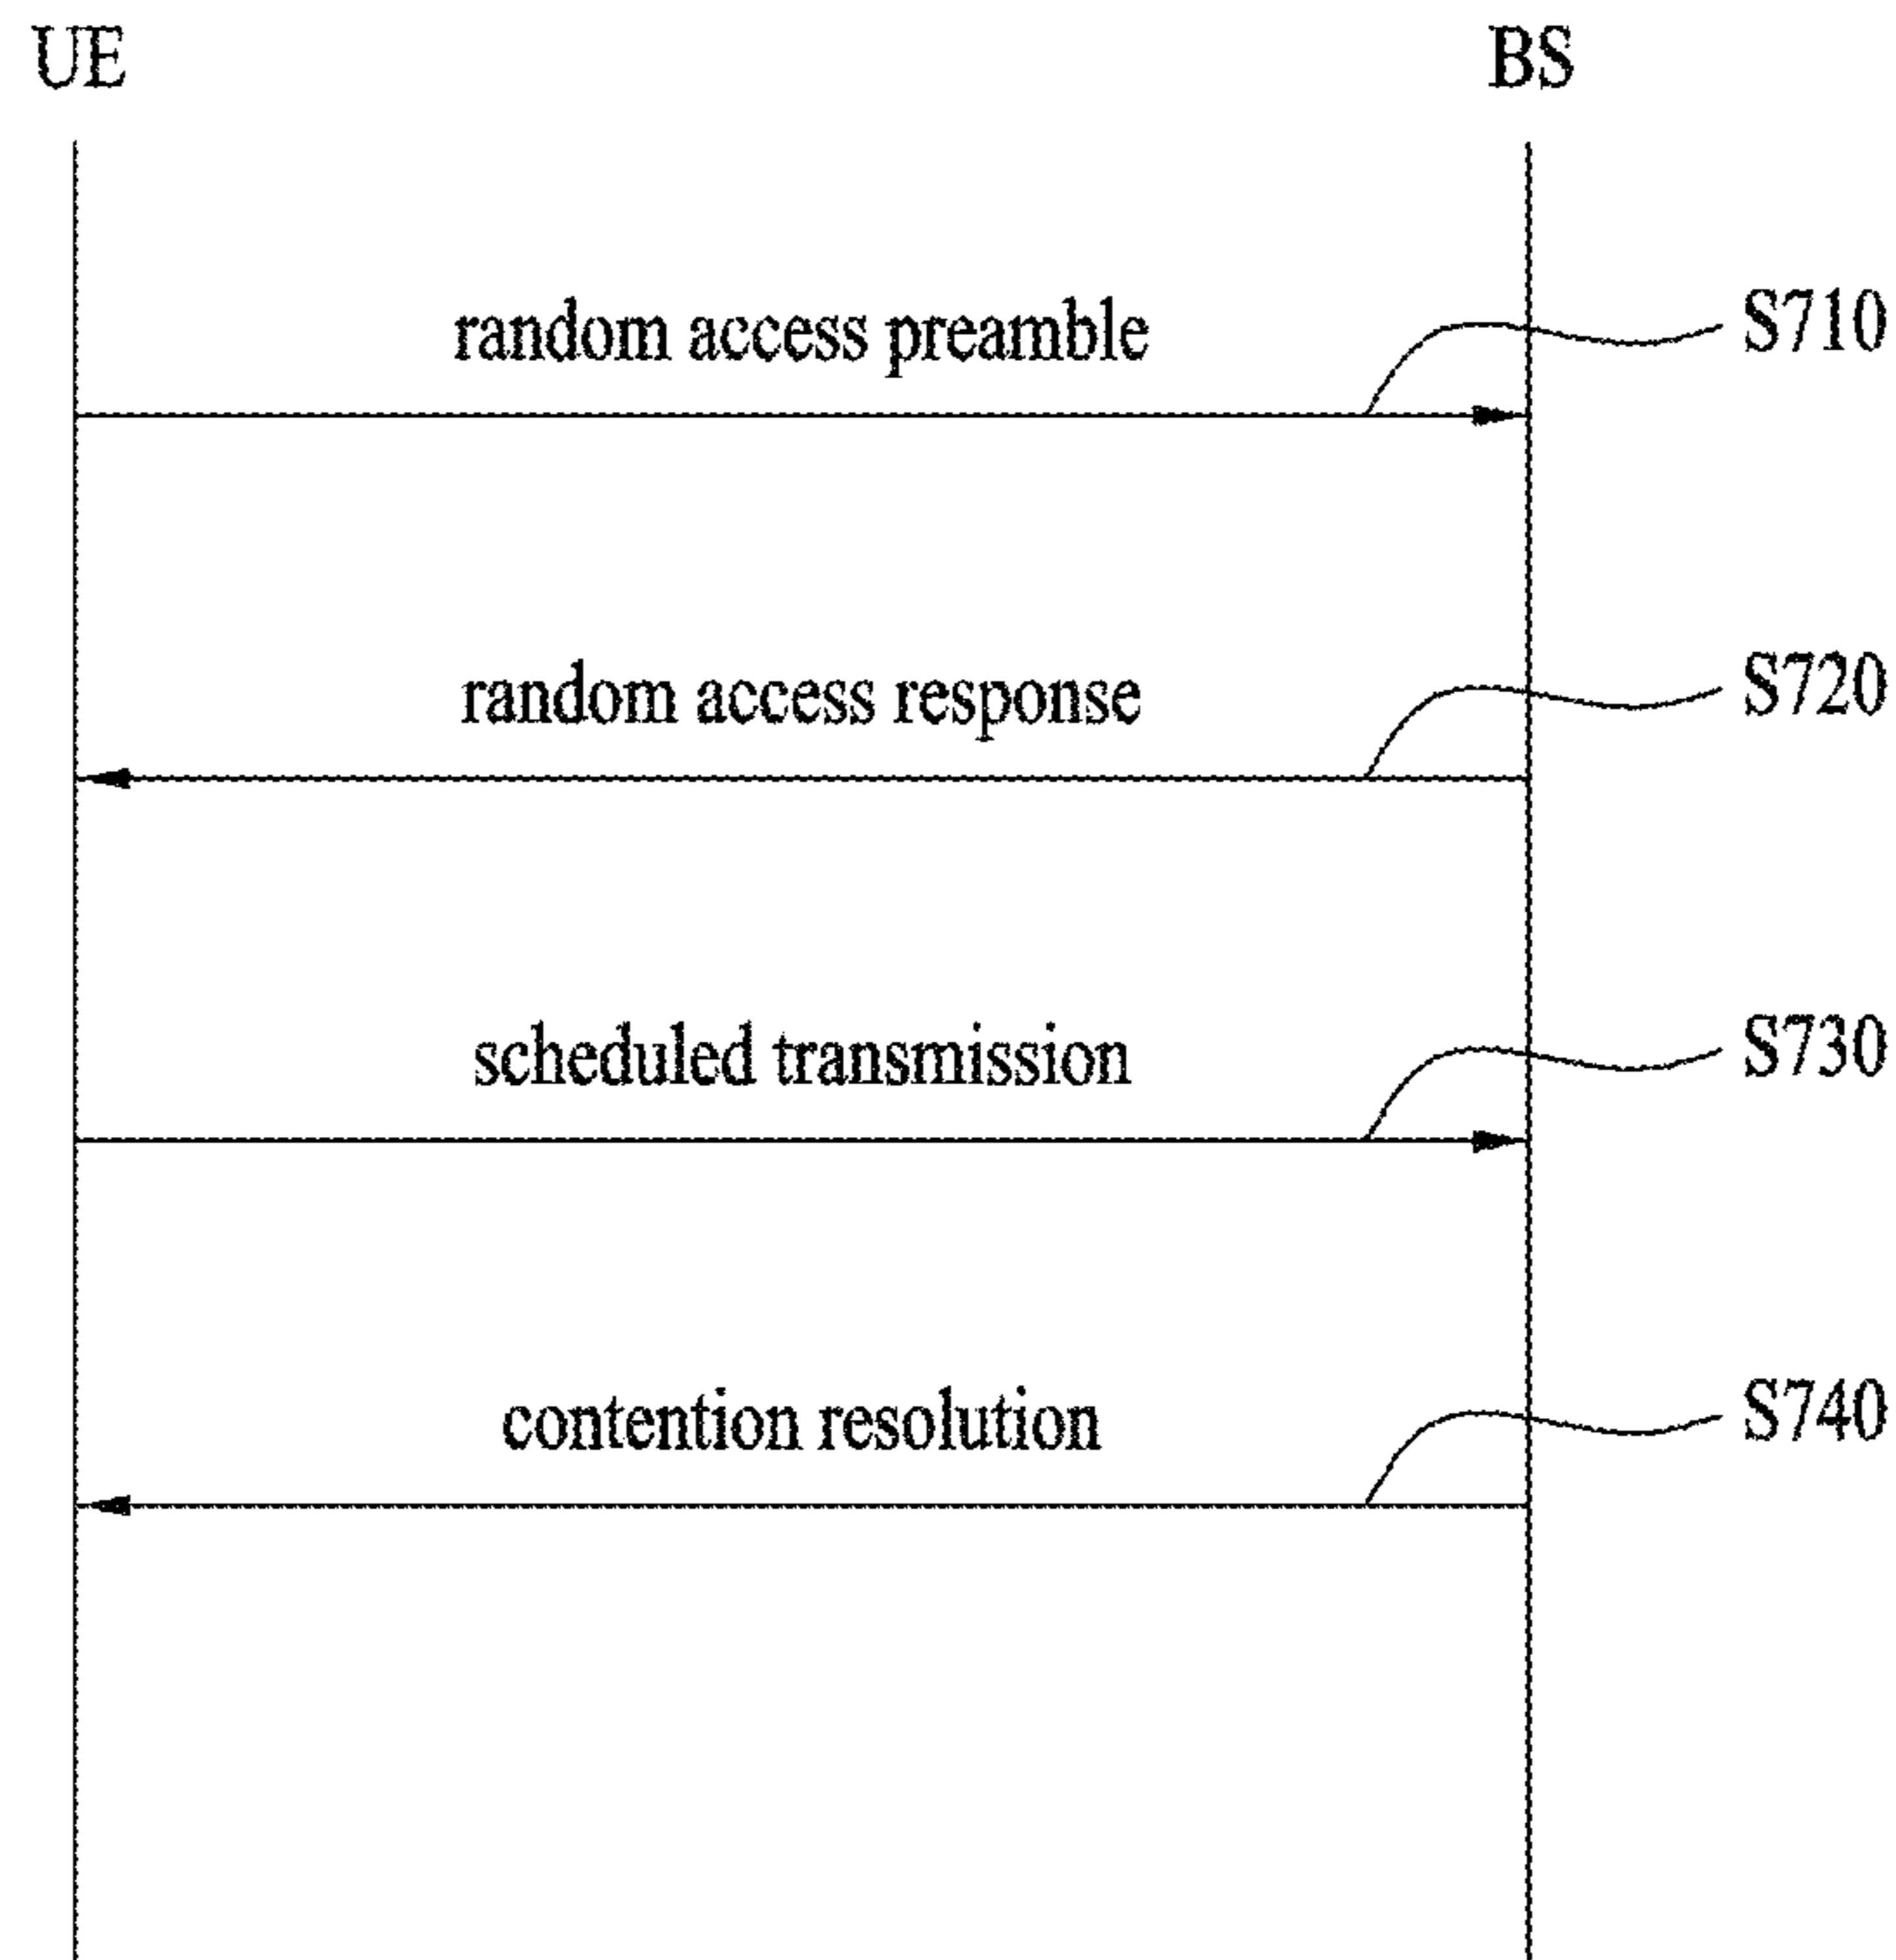 UE
BS
random access preamble
S710
random access response
S720
scheduled transmission
S730
contention resolution
S740